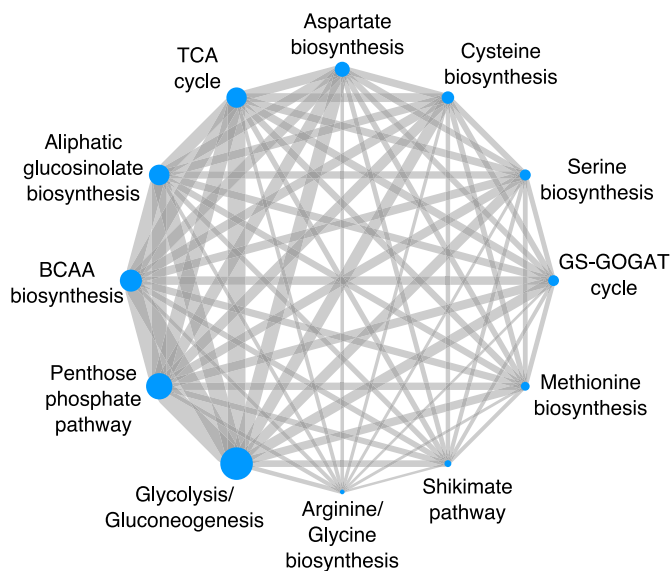 Aspartate
biosynthesis
Cysteine
biosynthesis
Serine
biosynthesis
GS-GOGAT
cycle
Methionine
biosynthesis
Shikimate
pathway
Arginine/
Glycine
biosynthesis
Glycolysis/
Gluconeogenesis
Penthose
phosphate
pathway
BCAA
biosynthesis
Aliphatic
glucosinolate
biosynthesis
TCA
cycle